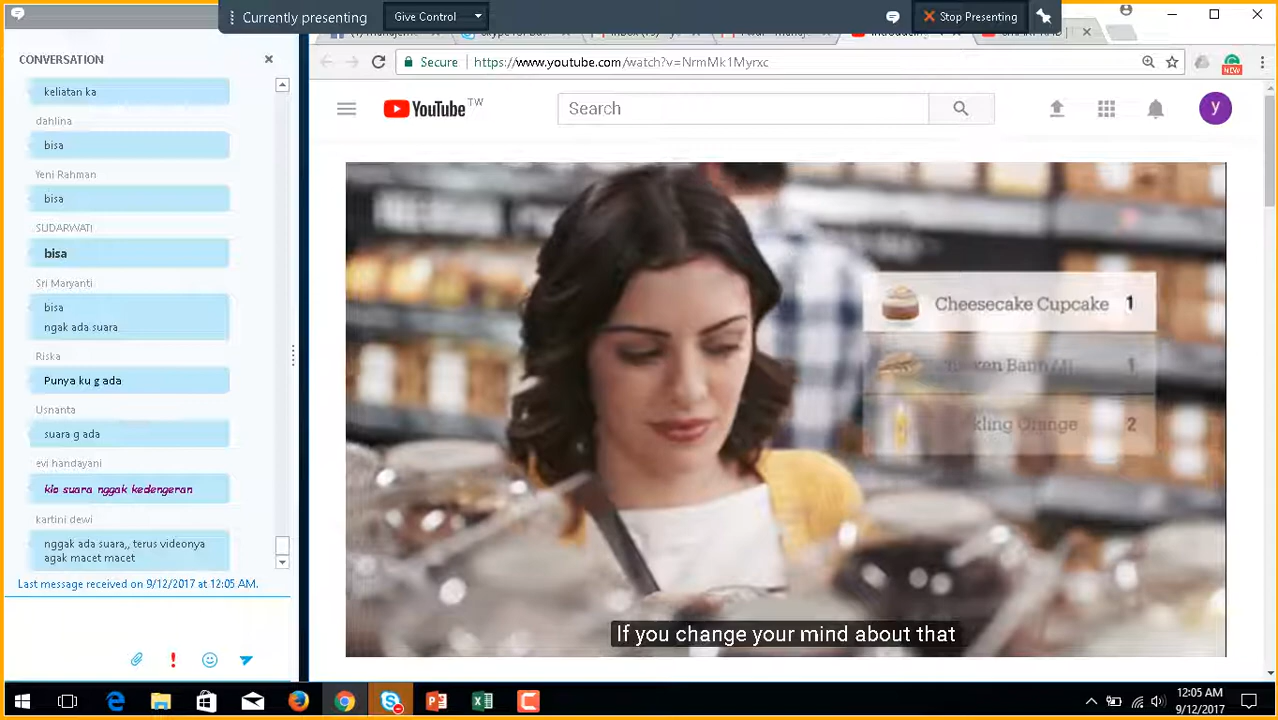 Currently presenting
Give Control
Stop Presenting
CONVERSATION
keliatan ka
dahlina
bisa
Yeni Rahman
bisa
SUDARWATI
bisa
Sri Maryanti
bisa
ngak ada suara
Riska
Punya ku g ada
Usnanta
suara g ada
evi handayani
klo suara nggak kedengeran
kartini dewi
nggak ada suara,, terus videonya
agak macet macet
Last message received on 9/12/2017 at 12:05 AM.
Secure
https://www.youtube.com/watch?v=NrmMk1Myrxc
NEW
YouTube TW
Search
y
Cheesecake Cupcake 1
1
kling Orange 2
If you change your mind about that
12:05 AM
9/12/2017